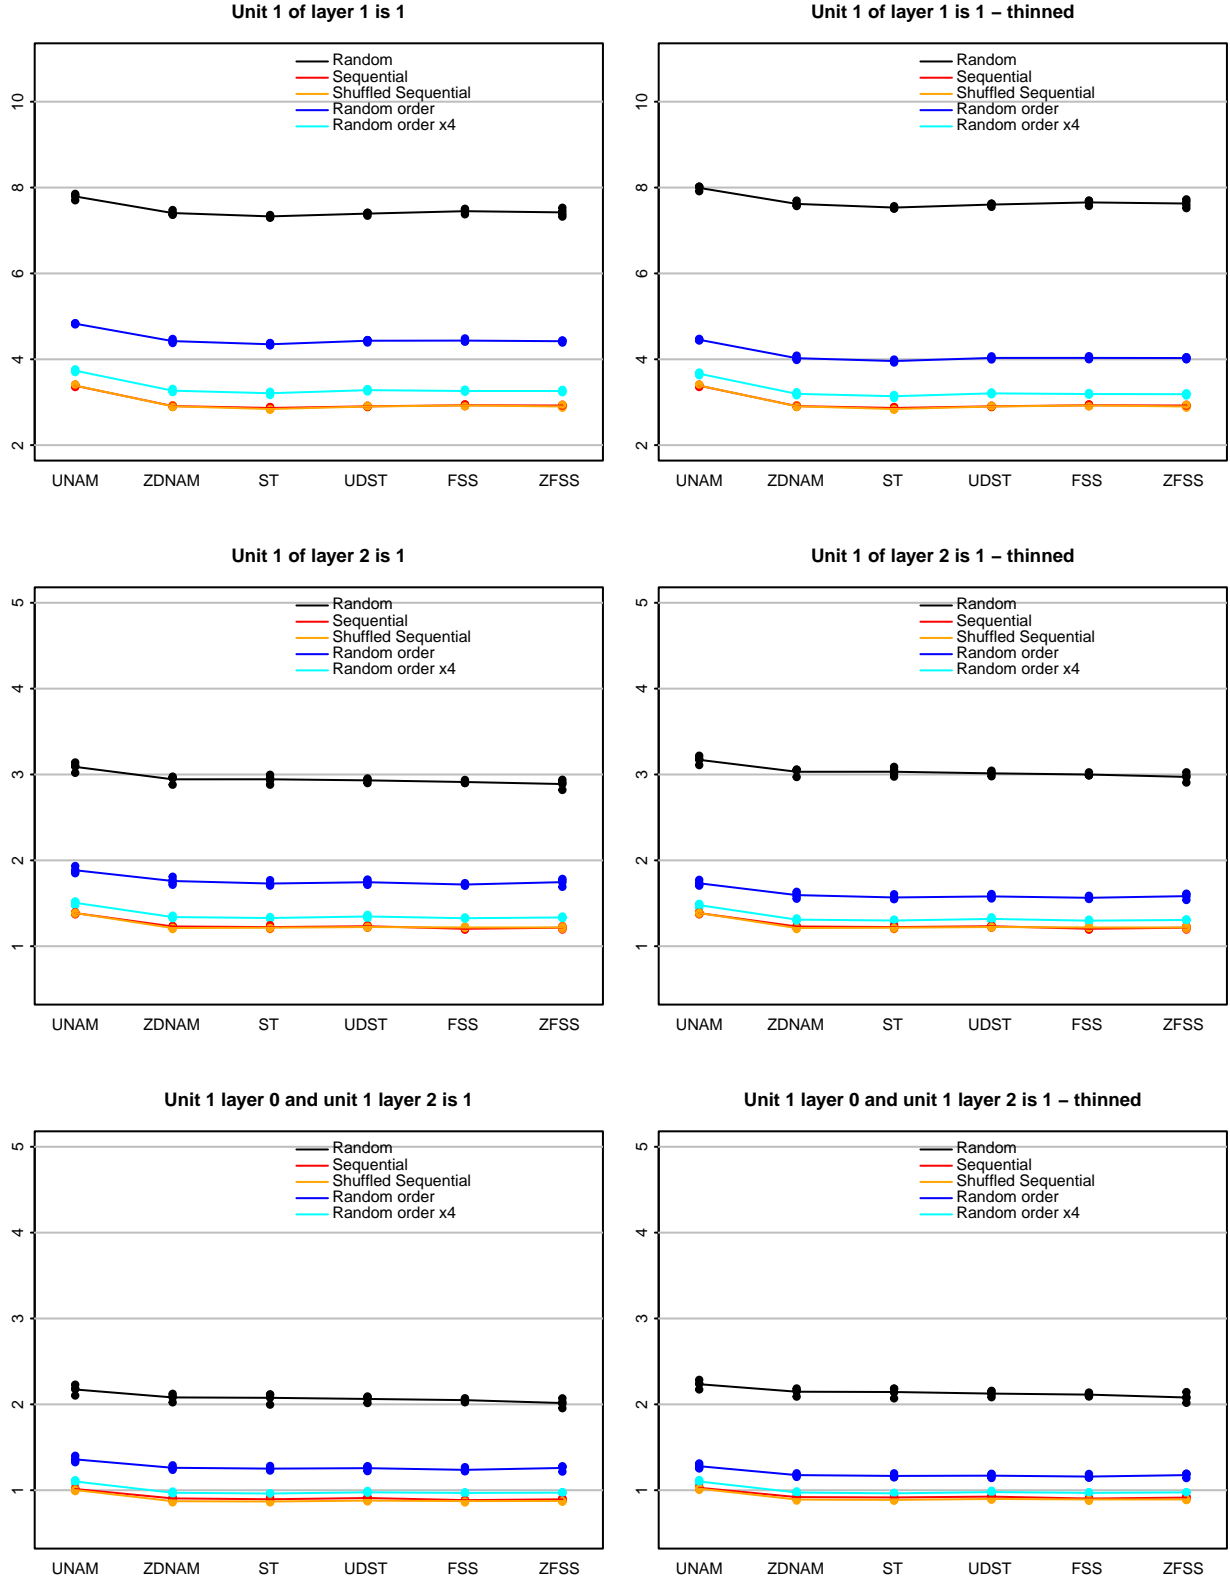 Unit 1 of layer 1 is 1
Random
Sequential
Shuffled Sequential
Random order
Random order x4
10
8
6
4
2
UNAM ZDNAM ST UDST FSS ZFSS
Unit 1 of layer 1 is 1 – thinned
Random
Sequential
Shuffled Sequential
Random order
Random order x4
10
8
6
4
2
UNAM ZDNAM ST UDST FSS ZFSS
Unit 1 of layer 2 is 1
Random
Sequential
Shuffled Sequential
Random order
Random order x4
5
4
3
2
1
UNAM ZDNAM ST UDST FSS ZFSS
Unit 1 of layer 2 is 1 – thinned
Random
Sequential
Shuffled Sequential
Random order
Random order x4
5
4
3
2
1
UNAM ZDNAM ST UDST FSS ZFSS
Unit 1 layer 0 and unit 1 layer 2 is 1
Random
Sequential
Shuffled Sequential
Random order
Random order x4
5
4
3
2
1
UNAM ZDNAM ST UDST FSS ZFSS
Unit 1 layer 0 and unit 1 layer 2 is 1 – thinned
Random
Sequential
Shuffled Sequential
Random order
Random order x4
5
4
3
2
1
UNAM ZDNAM ST UDST FSS ZFSS